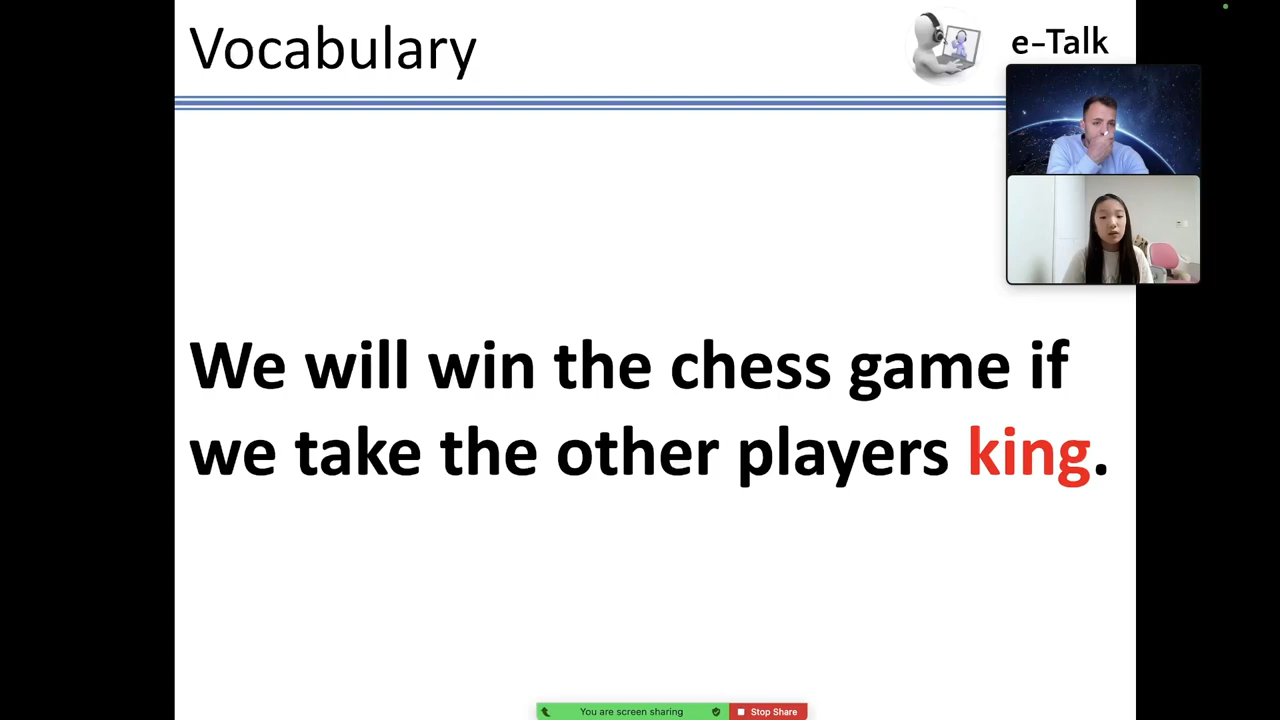 Vocabulary
e-Talk
We will win the chess game if
we take the other players king.
You are screen sharing
Stop Share